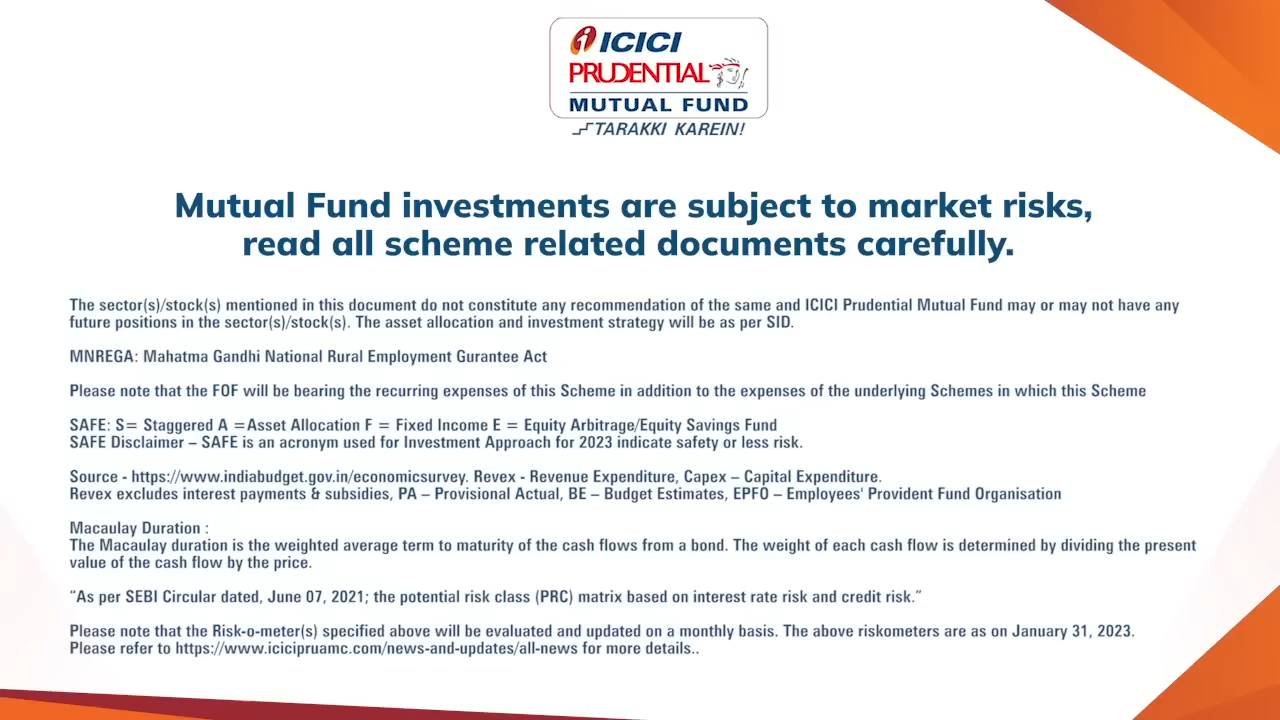 ICICI
PRUDENTIAL
MUTUAL FUND
TARAKKI KAREIN!
Mutual Fund investments are subject to market risks,
read all scheme related documents carefully.
The sector(s)/stock(s) mentioned in this document do not constitute any recommendation of the same and ICICI Prudential Mutual Fund may or may not have any
future positions in the sector(s)/stock(s). The asset allocation and investment strategy will be as per SID.
MNREGA: Mahatma Gandhi National Rural Employment Gurantee Act
Please note that the FOF will be bearing the recurring expenses of this Scheme in addition to the expenses of the underlying Schemes in which this Scheme
SAFE: S= Staggered A =Asset Allocation F = Fixed Income E = Equity Arbitrage/Equity Savings Fund
SAFE Disclaimer – SAFE is an acronym used for Investment Approach for 2023 indicate safety or less risk.
Source - https://www.indiabudget.gov.in/economicsurvey. Revex - Revenue Expenditure, Capex – Capital Expenditure.
Revex excludes interest payments & subsidies, PA – Provisional Actual, BE – Budget Estimates, EPFO – Employees' Provident Fund Organisation
Macaulay Duration :
The Macaulay duration is the weighted average term to maturity of the cash flows from a bond. The weight of each cash flow is determined by dividing the present
value of the cash flow by the price.
“As per SEBI Circular dated, June 07, 2021; the potential risk class (PRC) matrix based on interest rate risk and credit risk.”
Please note that the Risk-o-meter(s) specified above will be evaluated and updated on a monthly basis. The above riskometers are as on January 31, 2023.
Please refer to https://www.icicipruamc.com/news-and-updates/all-news for more details..